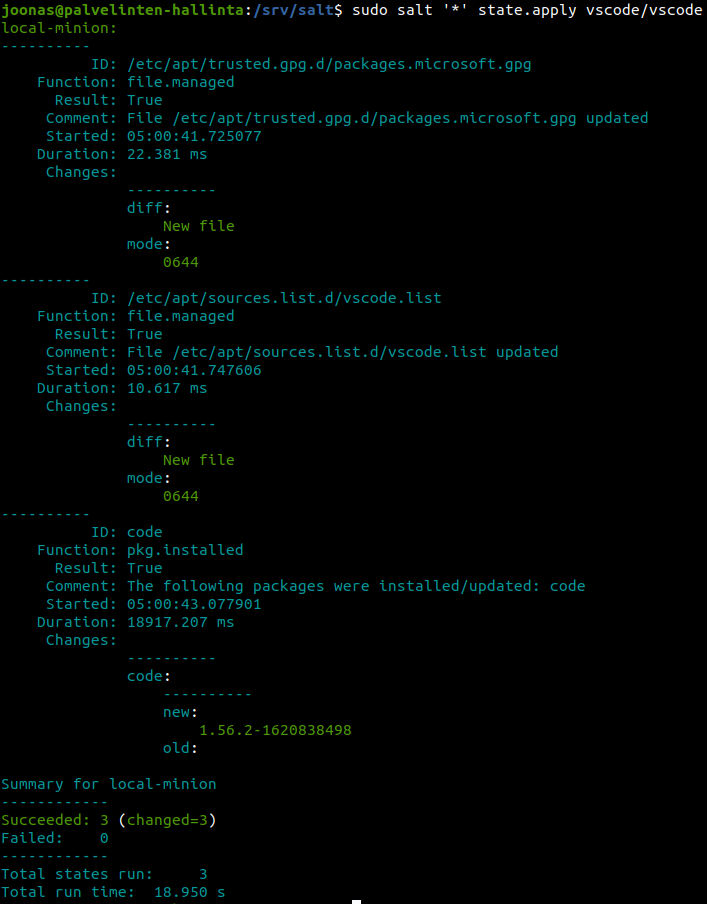 joonas@palvelinten-hallinta:/srv/salt$ sudo salt '*' state.apply vscode/vscode
local-minion:
----------
          ID: /etc/apt/trusted.gpg.d/packages.microsoft.gpg
    Function: file.managed
      Result: True
     Comment: File /etc/apt/trusted.gpg.d/packages.microsoft.gpg updated
     Started: 05:00:41.725077
    Duration: 22.381 ms
     Changes:
              ----------
              diff:
                  New file
              mode:
                  0644
----------
          ID: /etc/apt/sources.list.d/vscode.list
    Function: file.managed
      Result: True
     Comment: File /etc/apt/sources.list.d/vscode.list updated
     Started: 05:00:41.747606
    Duration: 10.617 ms
     Changes:
              ----------
              diff:
                  New file
              mode:
                  0644
----------
          ID: code
    Function: pkg.installed
      Result: True
     Comment: The following packages were installed/updated: code
     Started: 05:00:43.077901
    Duration: 18917.207 ms
     Changes:
              ----------
              code:
                  ----------
                  new:
                      1.56.2-1620838498
                  old:

Summary for local-minion
------------
Succeeded: 3 (changed=3)
Failed:    0
------------
Total states run:     3
Total run time:  18.950 s